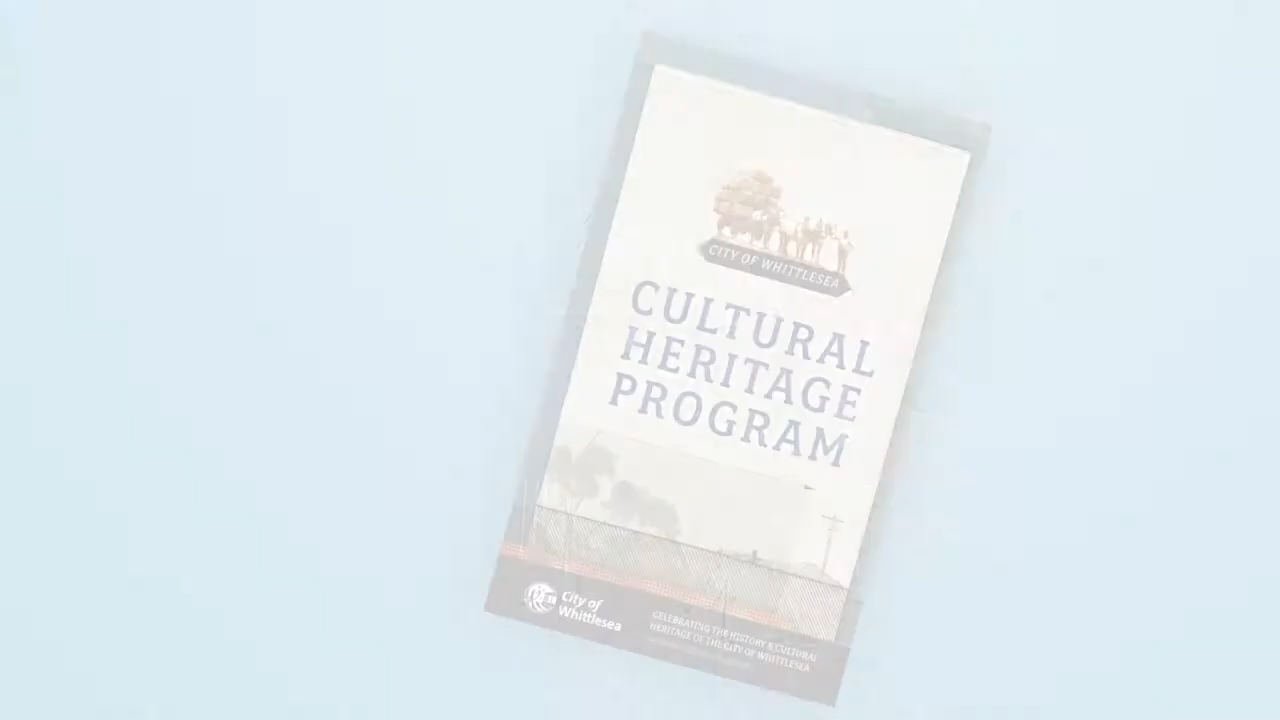 CITY OF WHITTLESEA
CULTURAL
HERITAGE
PROGRAM
City of
Whittlesea
CELEBRATING THE HISTORY & CULTURAL
HERITAGE OF THE CITY OF WHITTLESEA